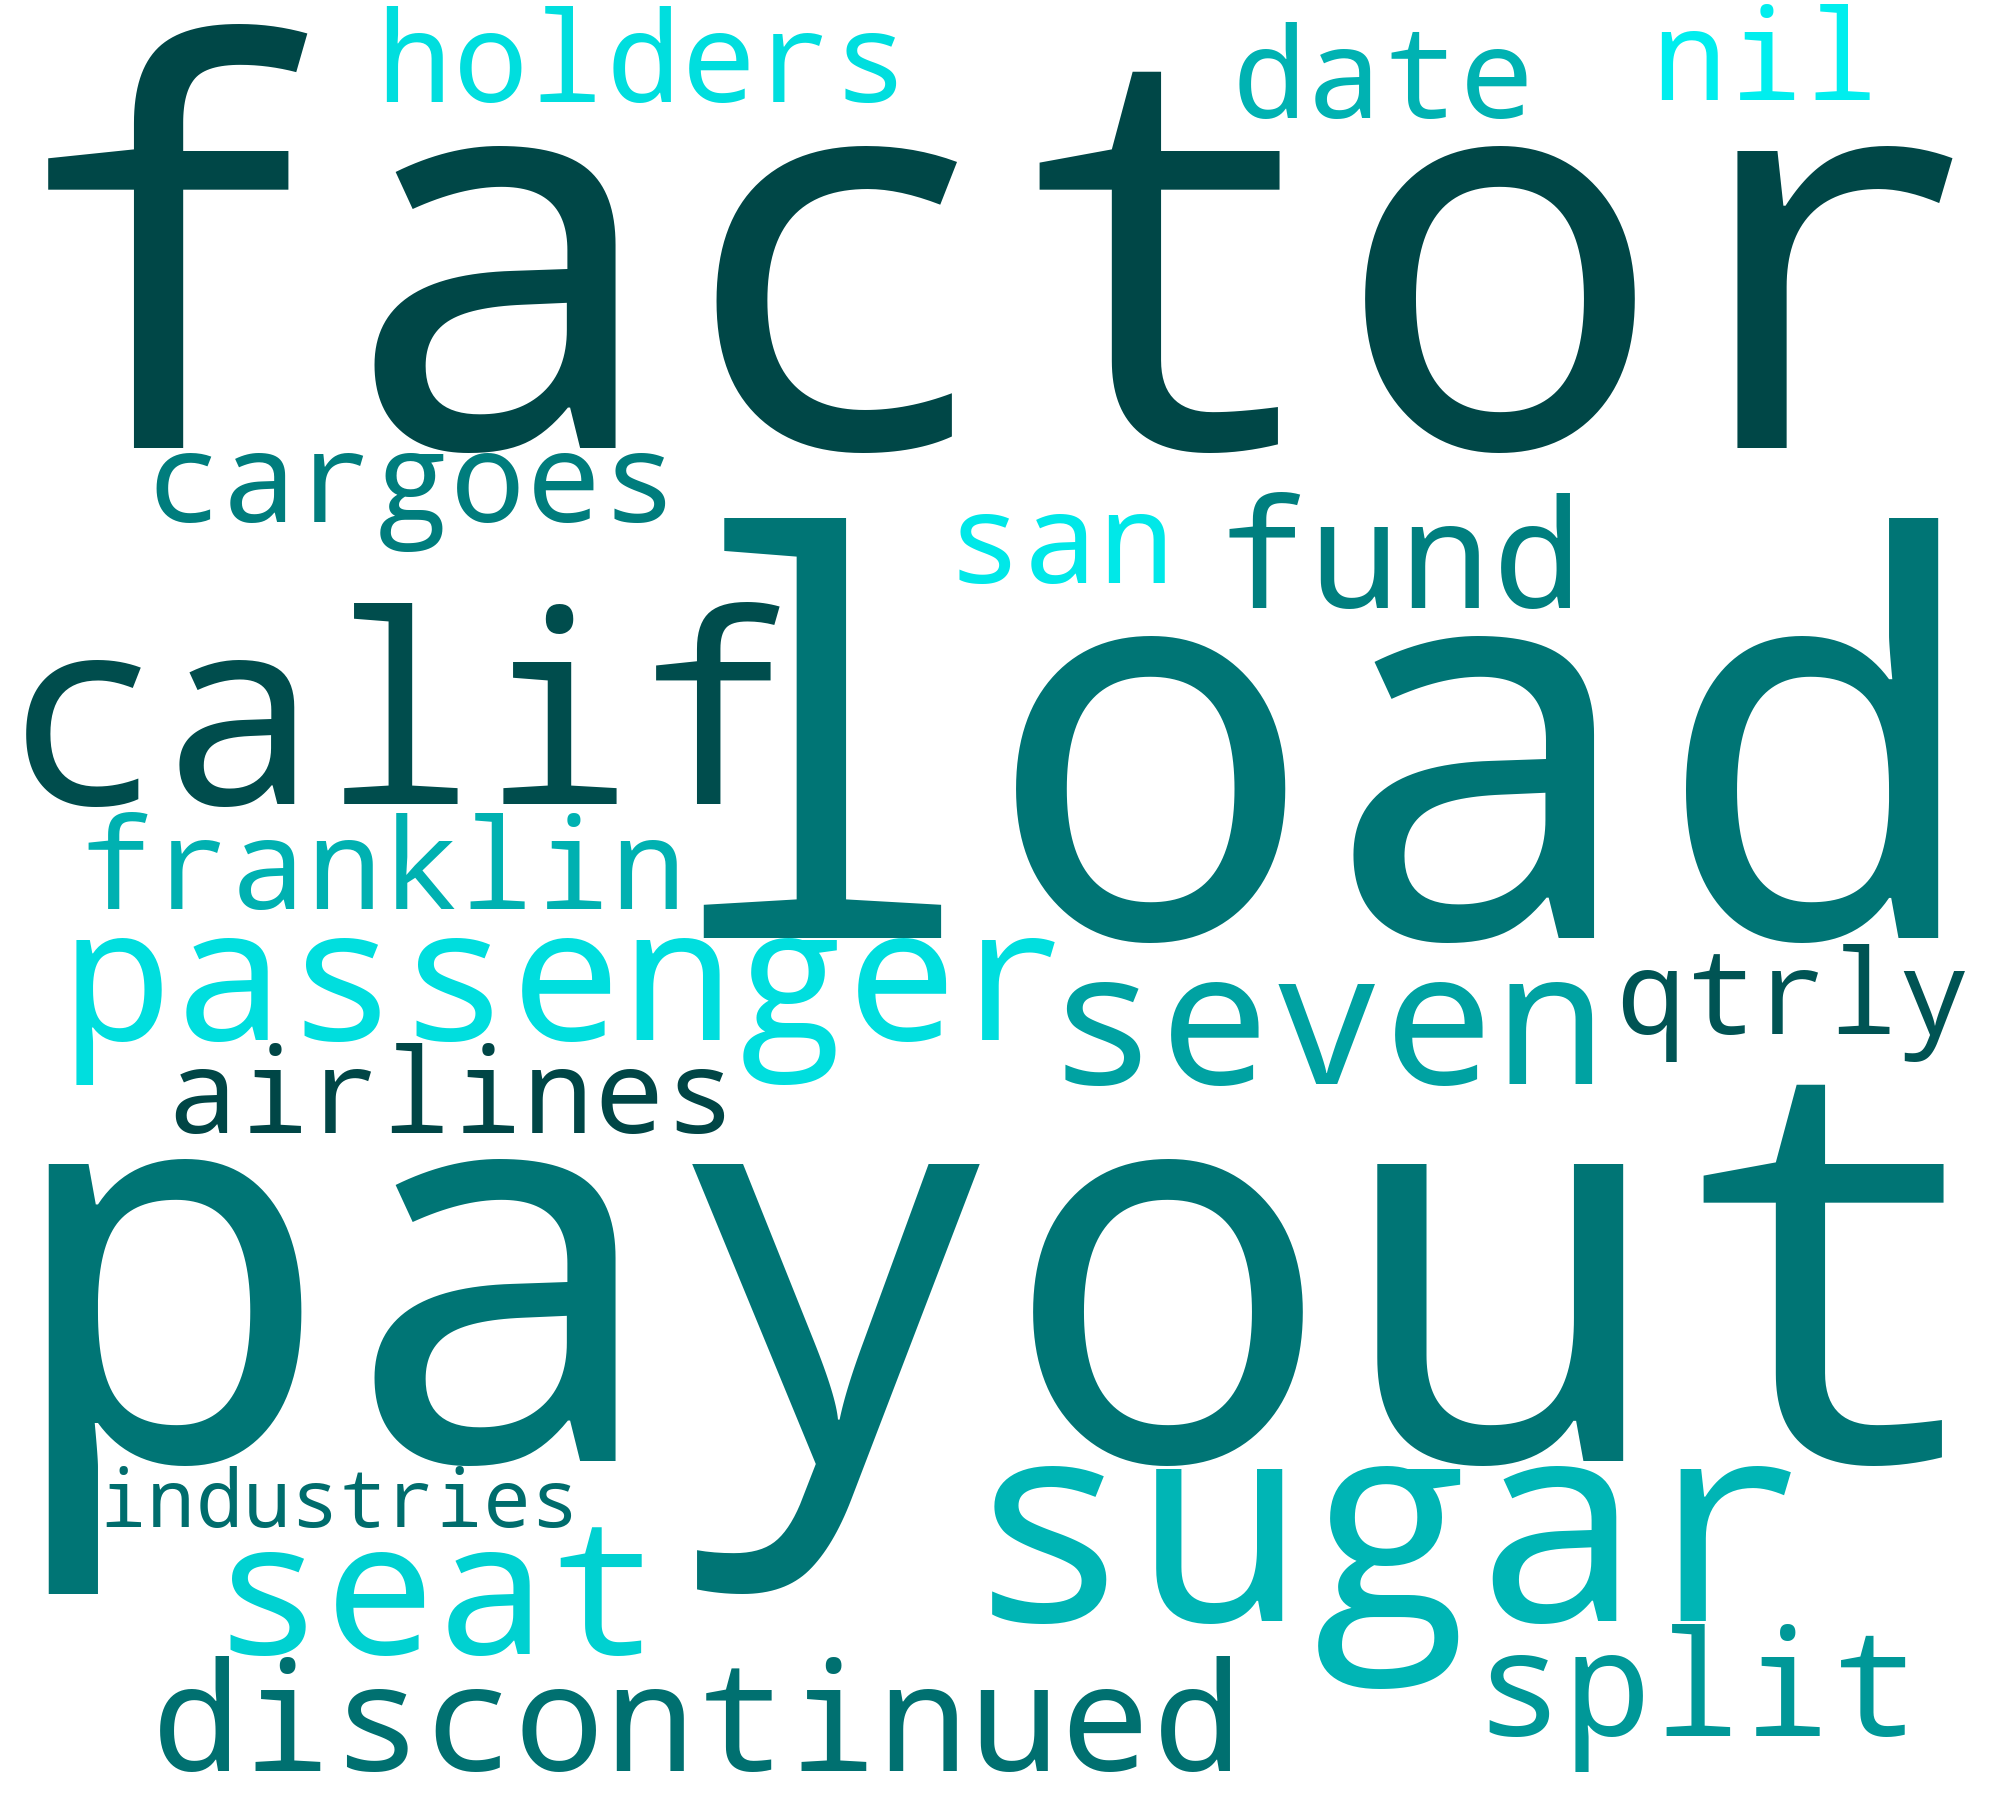 holders date nil
factor
cargoes
san fund
calif load
franklin
passenger seven qtrly
airlines
payout
industries sugar
seat
discontinued split